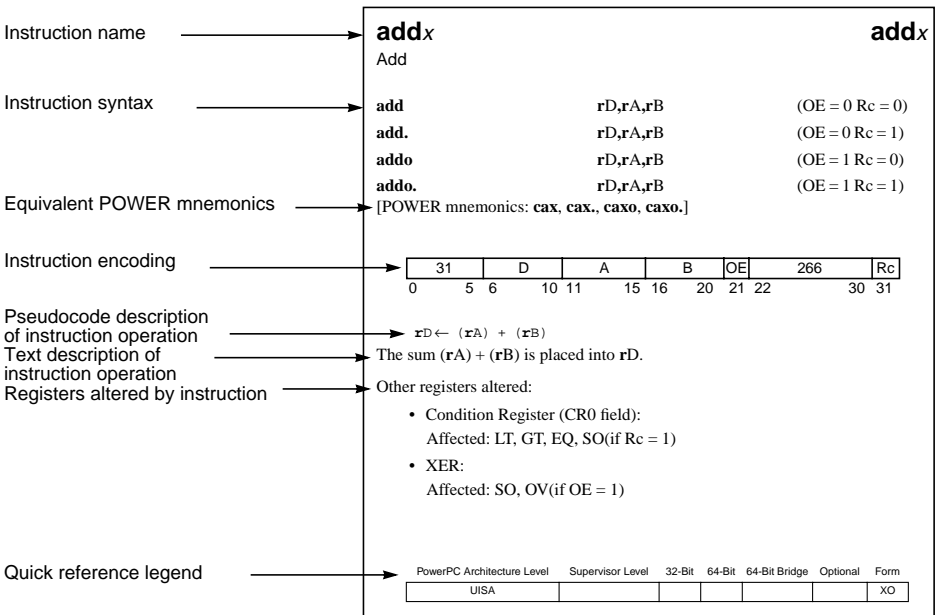 Instruction name
addx addx
Add
Instruction syntax
add rD,rA,rB (OE = 0 Rc = 0)
add. rD,rA,rB (OE = 0 Rc = 1)
addo rD,rA,rB (OE = 1 Rc = 0)
addo. rD,rA,rB (OE = 1 Rc = 1)
Equivalent POWER mnemonics
[POWER mnemonics: cax, cax., caxo, caxo.]
Instruction encoding
31 D A B OE 266 Rc
0 5 6 10 11 15 16 20 21 22 30 31
Pseudocode description
of instruction operation
rD← (rA) + (rB)
Text description of
instruction operation
The sum (rA) + (rB) is placed into rD.
Registers altered by instruction
Other registers altered:
• Condition Register (CR0 field):
Affected: LT, GT, EQ, SO(if Rc = 1)
• XER:
Affected: SO, OV(if OE = 1)
Quick reference legend
PowerPC Architecture Level Supervisor Level 32-Bit 64-Bit 64-Bit Bridge Optional Form
UISA XO